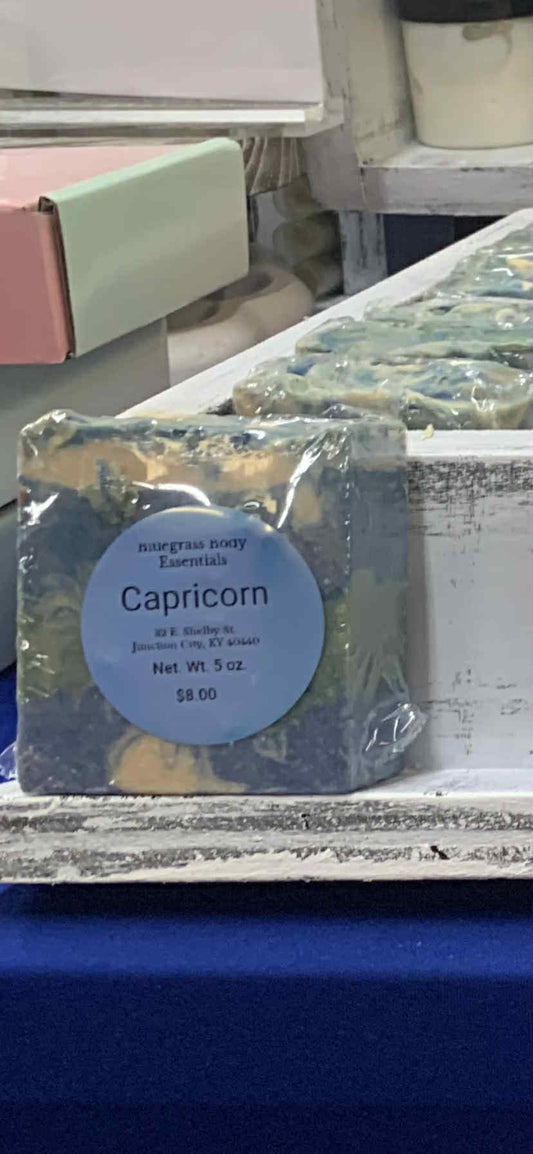 Bluegrass Body
Essentials
Capricorn
82 E. Shelby St
Junction City, KY 40440
Net. Wt. 5 oz.
$8.00